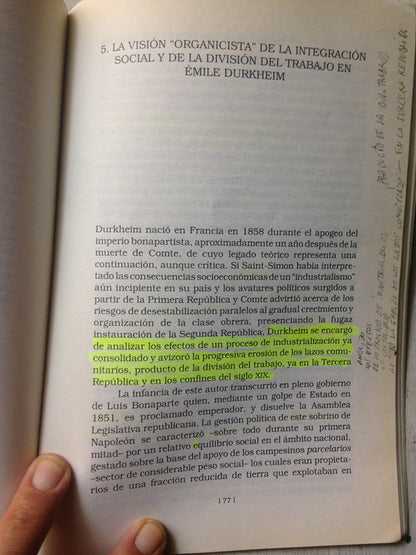 5. LA VISIÓN "ORGANICISTA" DE LA INTEGRACIÓN
SOCIAL Y DE LA DIVISIÓN DEL TRABAJO EN
ÉMILE DURKHEIM
Durkheim nació en Francia en 1858 durante el apogeo del
imperio bonapartista, aproximadamente un año después de la
muerte de Comte, de cuyo legado teórico representa una
continuación, aunque crítica. Si Saint-Simon había interpre-
tado las consecuencias socioeconómicas de un "industrialismo"
aún incipiente en su país y los avatares políticos surgidos a
partir de la Primera República y Comte advirtió acerca de los
riesgos de desestabilización paralelos al gradual crecimiento y
organización de la clase obrera, presenciando la fugaz
instauración de la Segunda República, Durkheim se encargó
de analizar los efectos de un proceso de industrialización ya
consolidado y avizoró la progresiva erosión de los lazos comu-
nitarios, producto de la división del trabajo, ya en la Tercera
República y en los confines del siglo XIX.
La infancia de este autor transcurrió en pleno gobierno
de Luis Bonaparte quien, mediante un golpe de Estado en
1851, es proclamado emperador, y disuelve la Asamblea
Legislativa republicana. La gestión política de este sobrino de
Napoleón se caracterizó –sobre todo durante su primera
mitad– por un relativo equilibrio social en el ámbito nacional,
gestado sobre la base del apoyo de los campesinos parcelarios
–sector de considerable peso social– los cuales eran propieta-
rios de una fracción reducida de tierra que explotaban en
| 77 |
PRODUCTO DE LA DIV. TRABAJO
EN LA TERCERA REPÚBLICA